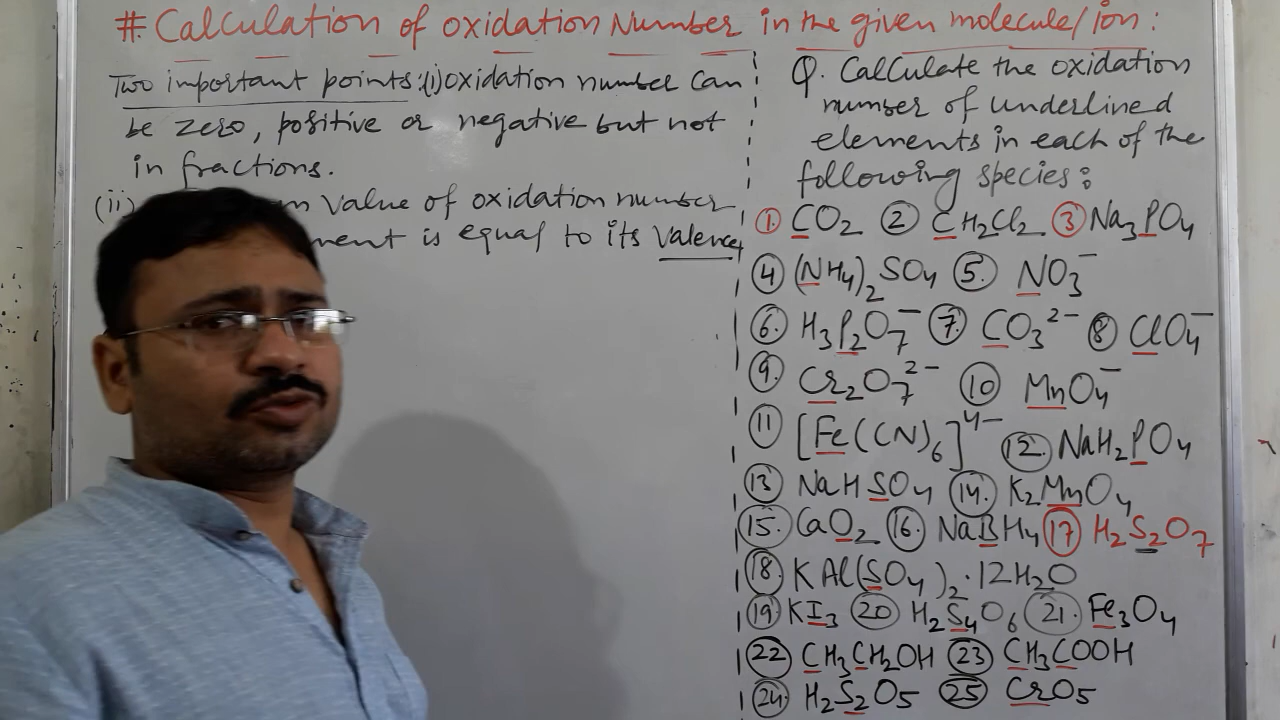 # Calculation of oxidation Number in the given molecule/ion:
Two important points: (i) oxidation number can
be zero, positive or negative but not
in fractions.
(ii) value of oxidation number
is equal to its valency
Q. Calculate the oxidation
number of underlined
elements in each of the
following species:
1. CO₂ ② CH₂Cl₂ ③ Na₃PO₄
④ (NH₄)₂SO₄ ⑤. NO₃⁻
⑥. H₃P₂O₇⁻ ⑦. CO₃²⁻ ⑧ ClO₄⁻
⑨. Cr₂O₇²⁻ ⑩ MnO₄⁻
⑪ [Fe(CN)₆]⁴⁻ ⑫. NaH₂PO₄
⑬ NaHSO₄ ⑭. K₂MnO₄
⑮. CaO₂ ⑯. NaBH₄ ⑰ H₂S₂O₇
⑱. KAl(SO₄)₂·12H₂O
⑲ KI₃ ⑳ H₂S₄O₆ ㉑. Fe₃O₄
㉒ CH₃CH₂OH ㉓ CH₃COOH
㉔. H₂S₂O₅ ㉕ CrO₅